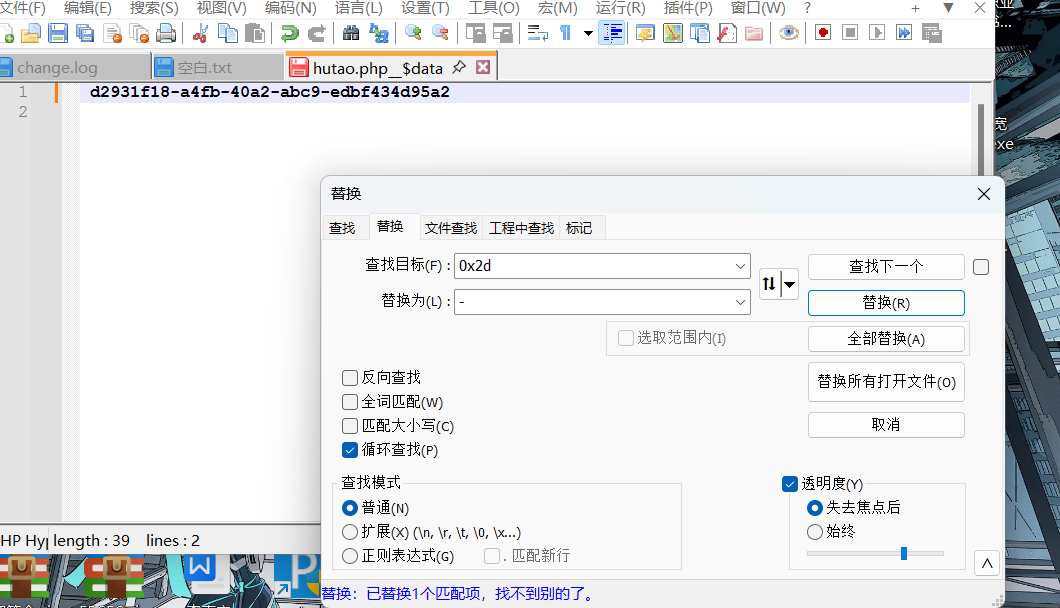 文件(F) 编辑(E) 搜索(S) 视图(V) 编码(N) 语言(L) 设置(T) 工具(O) 宏(M) 运行(R) 插件(P) 窗口(W) ? + ▼ ×
change.log 空白.txt hutao.php__$data
1 d2931f18-a4fb-40a2-abc9-edbf434d95a2
2
替换
查找 替换 文件查找 工程中查找 标记
查找目标(F) : 0x2d 查找下一个
替换为(L) : - 替换(R)
选取范围内(I) 全部替换(A)
反向查找 替换所有打开文件(O)
全词匹配(W)
匹配大小写(C) 取消
循环查找(P)
查找模式 透明度(Y)
普通(N) 失去焦点后
扩展(X) (\n, \r, \t, \0, \x...) 始终
正则表达式(G) . 匹配新行
替换: 已替换1个匹配项，找不到别的了。
HP Hyp length : 39 lines : 2
宽
exe